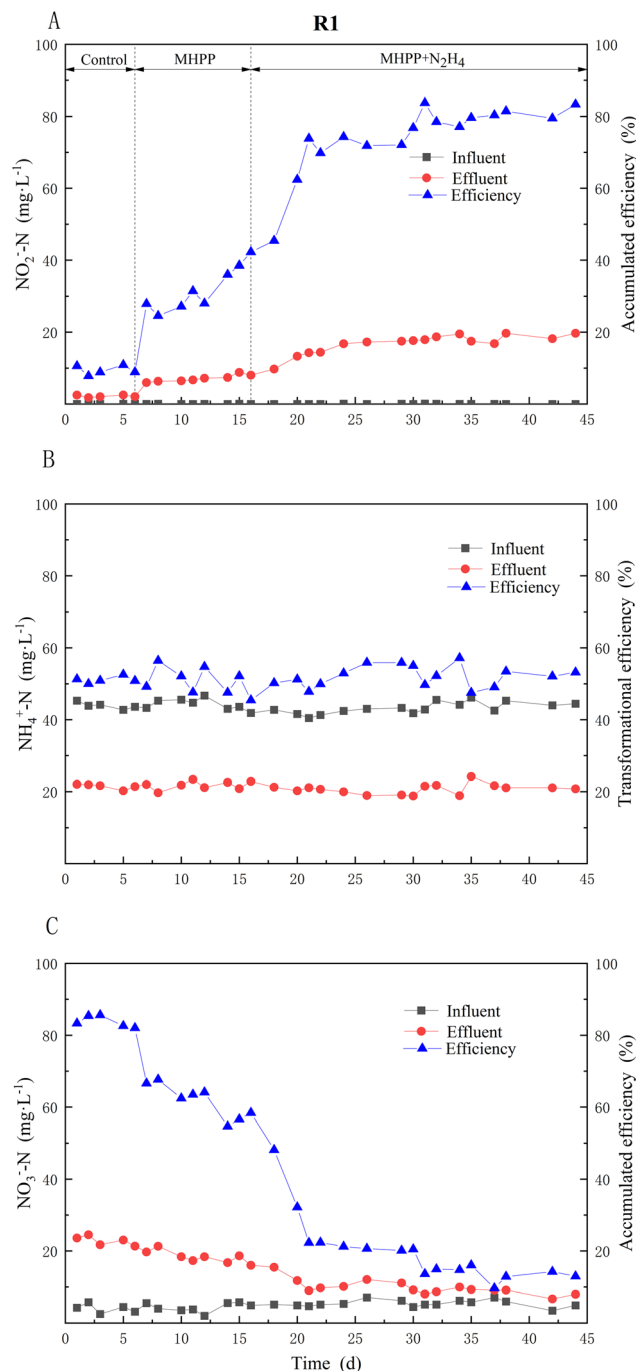 A
R1
Control
MHPP
MHPP+N₂H₄
100
80
60
40
20
NO₂⁻-N (mg·L⁻¹)
Influent
Effluent
Efficiency
100
80
60
40
20
0
Accumulated efficiency (%)
0 5 10 15 20 25 30 35 40 45
B
100
80
60
40
20
NH₄⁺-N (mg·L⁻¹)
Influent
Effluent
Efficiency
100
80
60
40
20
0
Transformational efficiency (%)
0 5 10 15 20 25 30 35 40 45
C
100
80
60
40
20
NO₃⁻-N (mg·L⁻¹)
Influent
Effluent
Efficiency
100
80
60
40
20
0
Accumulated efficiency (%)
0 5 10 15 20 25 30 35 40 45
Time (d)